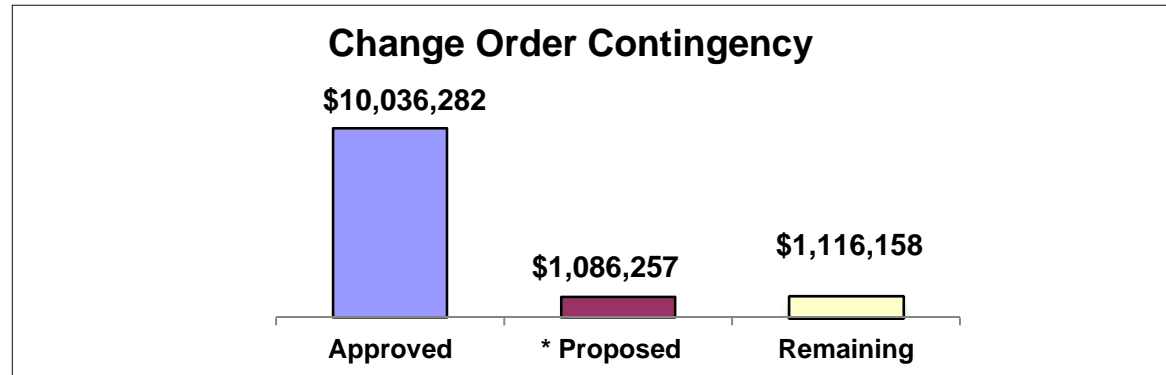 Change Order Contingency
$10,036,282
$1,086,257
$1,116,158
Approved
* Proposed
Remaining